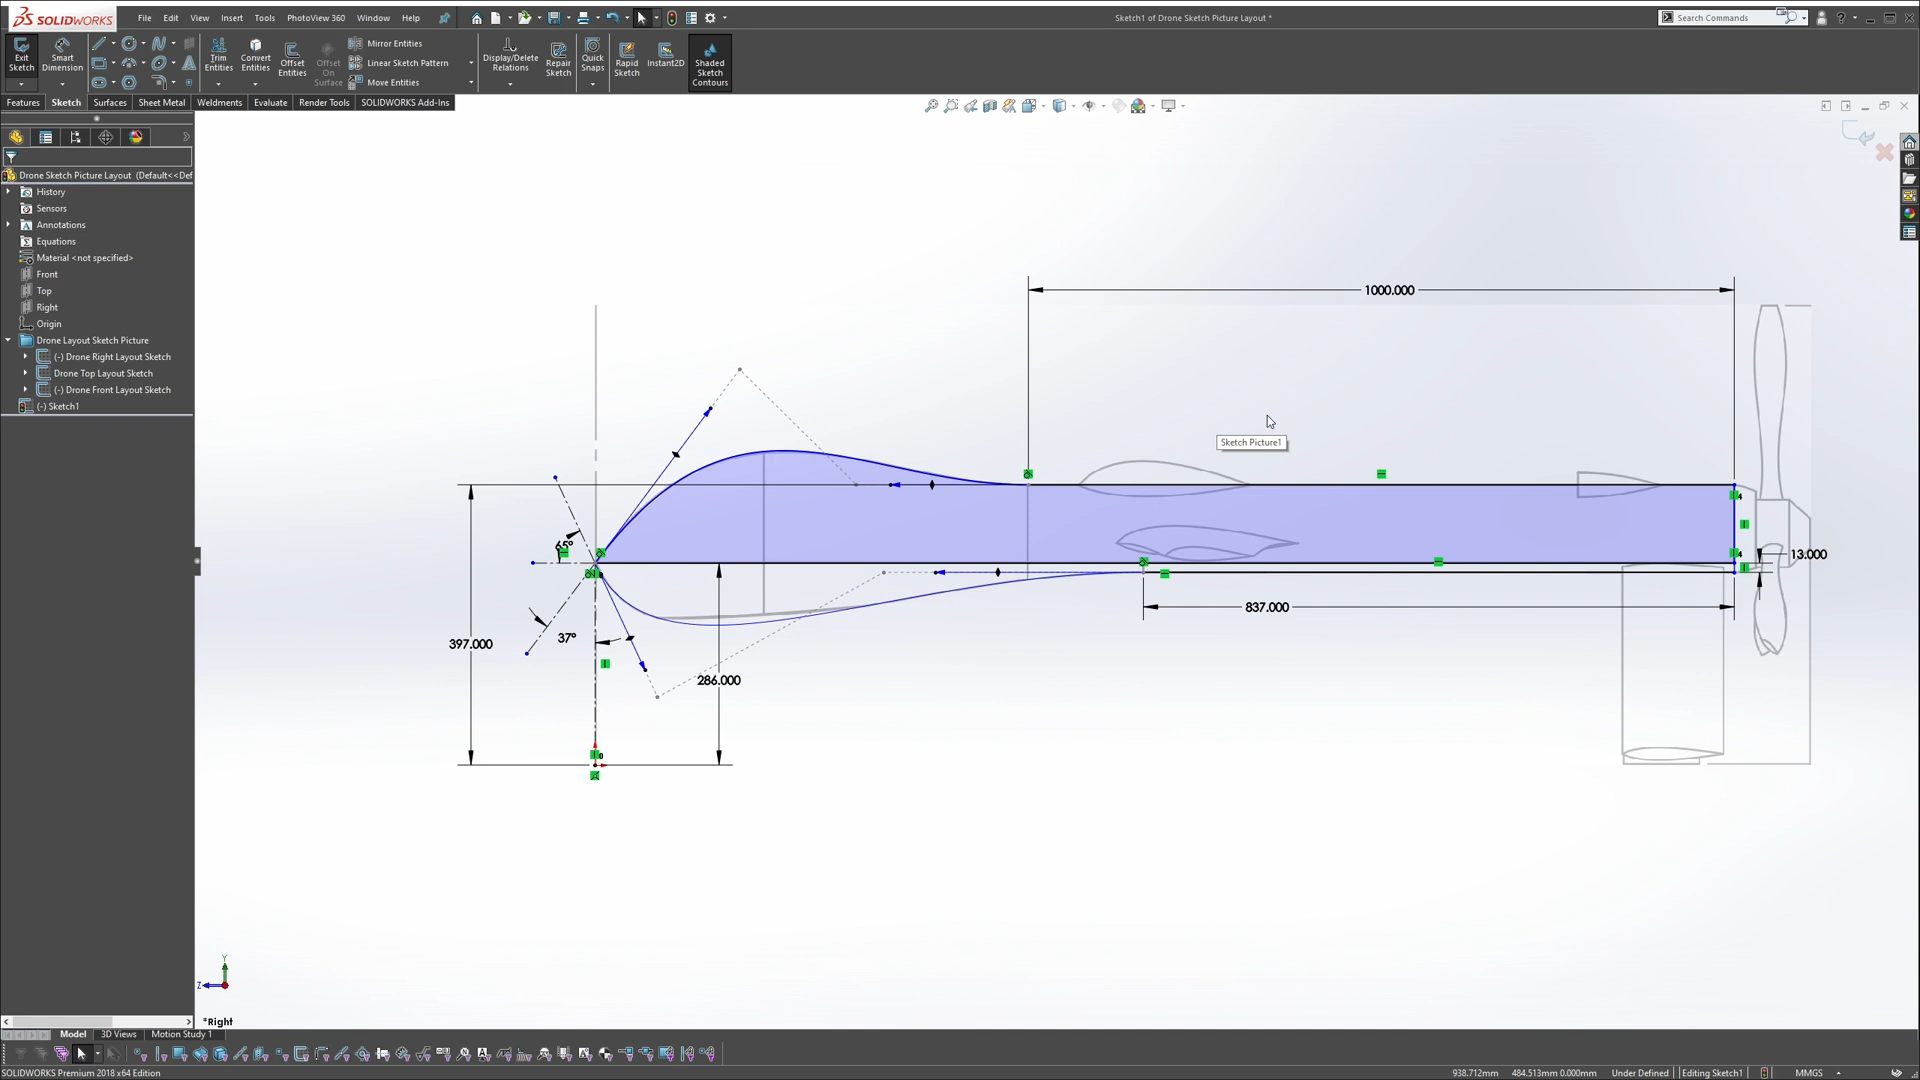 SOLIDWORKS
File
Edit
View
Insert
Tools
PhotoView 360
Window
Help
Sketch1 of Drone Sketch Picture Layout *
Search Commands
Exit Sketch
Smart Dimension
Trim Entities
Convert Entities
Offset Entities
Offset On Surface
Mirror Entities
Linear Sketch Pattern
Move Entities
Display/Delete Relations
Repair Sketch
Quick Snaps
Rapid Sketch
Instant2D
Shaded Sketch Contours
Features
Sketch
Surfaces
Sheet Metal
Weldments
Evaluate
Render Tools
SOLIDWORKS Add-Ins
Drone Sketch Picture Layout (Default<<Def
History
Sensors
Annotations
Equations
Material <not specified>
Front
Top
Right
Origin
Drone Layout Sketch Picture
(-) Drone Right Layout Sketch
Drone Top Layout Sketch
(-) Drone Front Layout Sketch
(-) Sketch1
1000.000
Sketch Picture1
65°
13.000
837.000
37°
397.000
286.000
Y
Z
*Right
Model
3D Views
Motion Study 1
SOLIDWORKS Premium 2018 x64 Edition
938.712mm
484.513mm 0.000mm
Under Defined
Editing Sketch1
MMGS